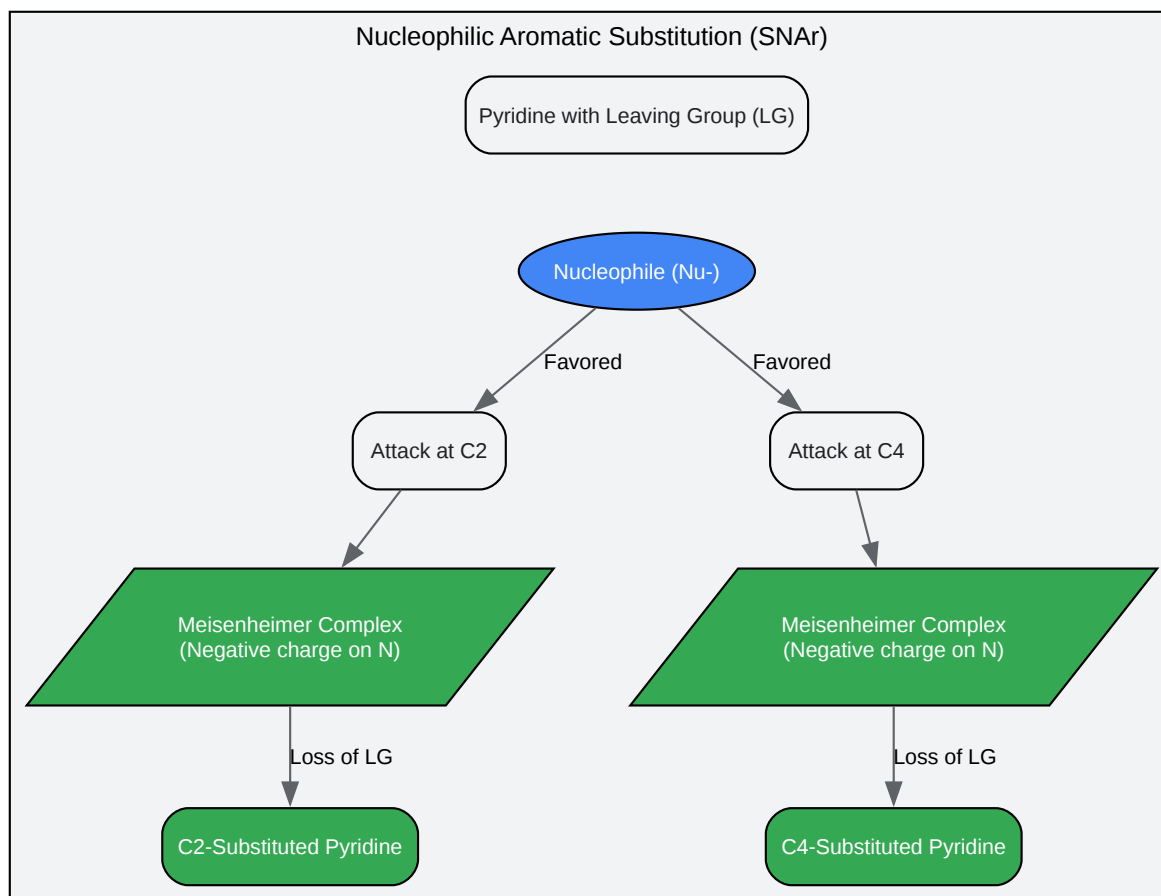 Nucleophilic Aromatic Substitution (SNAr)
Pyridine with Leaving Group (LG)
Nucleophile (Nu-)
Favored
Favored
Attack at C2
Attack at C4
Meisenheimer Complex
(Negative charge on N)
Meisenheimer Complex
(Negative charge on N)
Loss of LG
Loss of LG
C2-Substituted Pyridine
C4-Substituted Pyridine